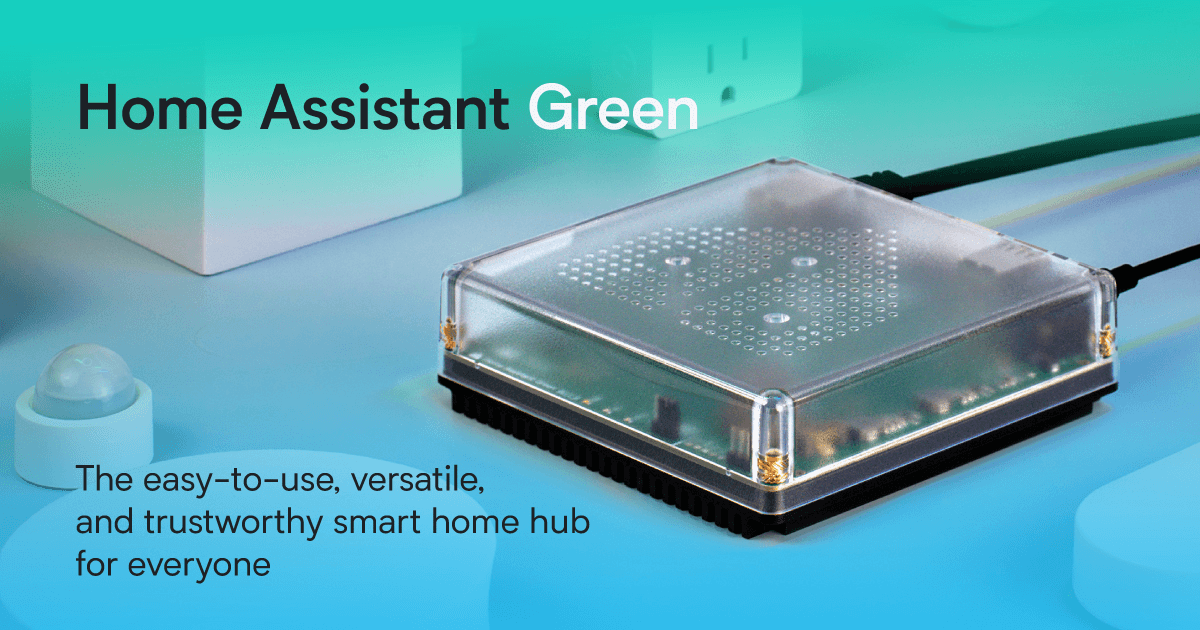 Home Assistant Green
The easy-to-use, versatile,
and trustworthy smart home hub
for everyone